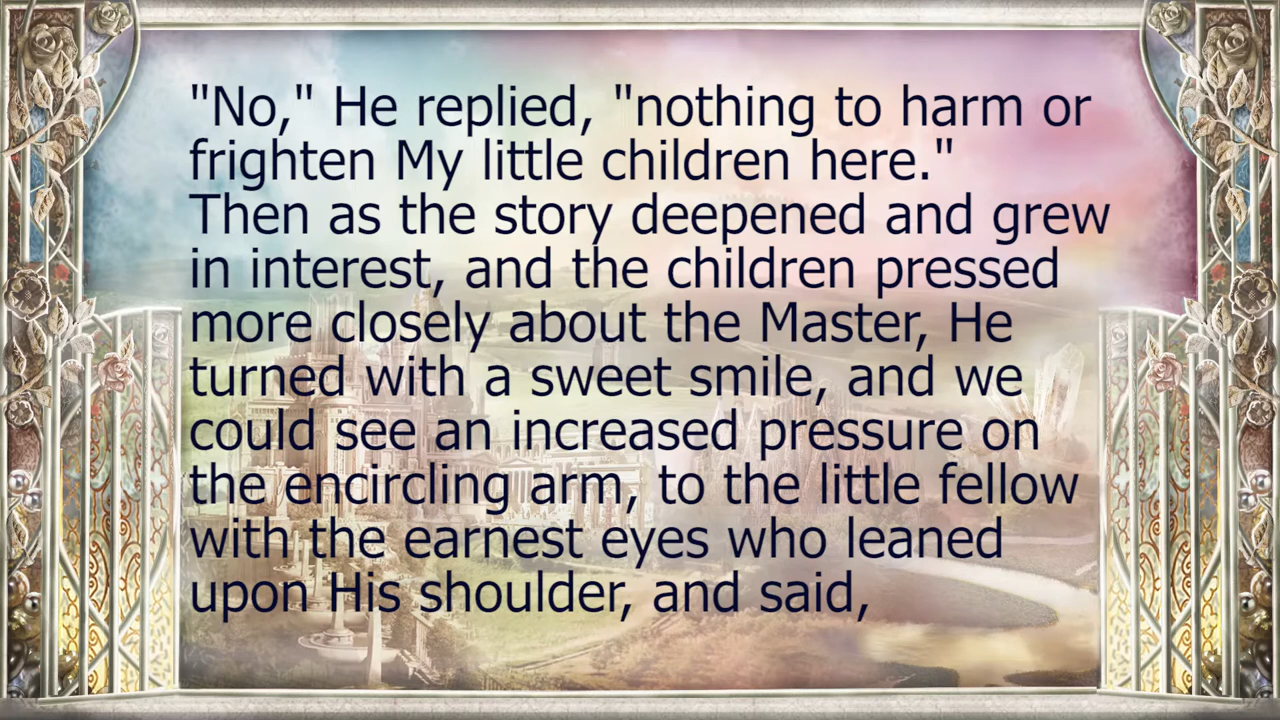 "No," He replied, "nothing to harm or
frighten My little children here."
Then as the story deepened and grew
in interest, and the children pressed
more closely about the Master, He
turned with a sweet smile, and we
could see an increased pressure on
the encircling arm, to the little fellow
with the earnest eyes who leaned
upon His shoulder, and said,